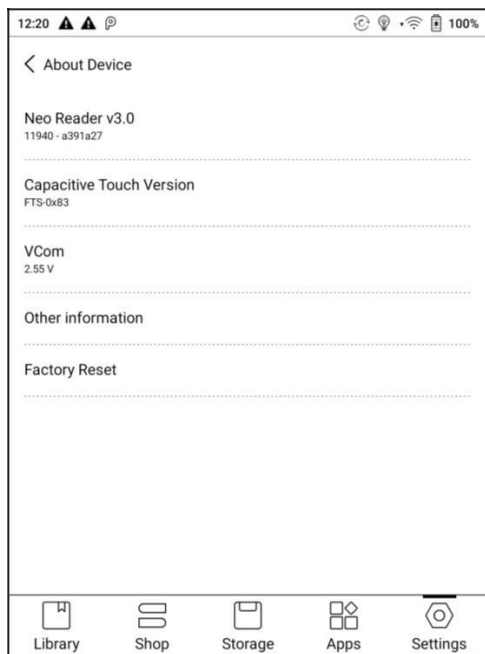 12:20 100%
About Device
Neo Reader v3.0
11940 - a391a27
Capacitive Touch Version
FTS-0x83
VCom
2.55 V
Other information
Factory Reset
Library Shop Storage Apps Settings